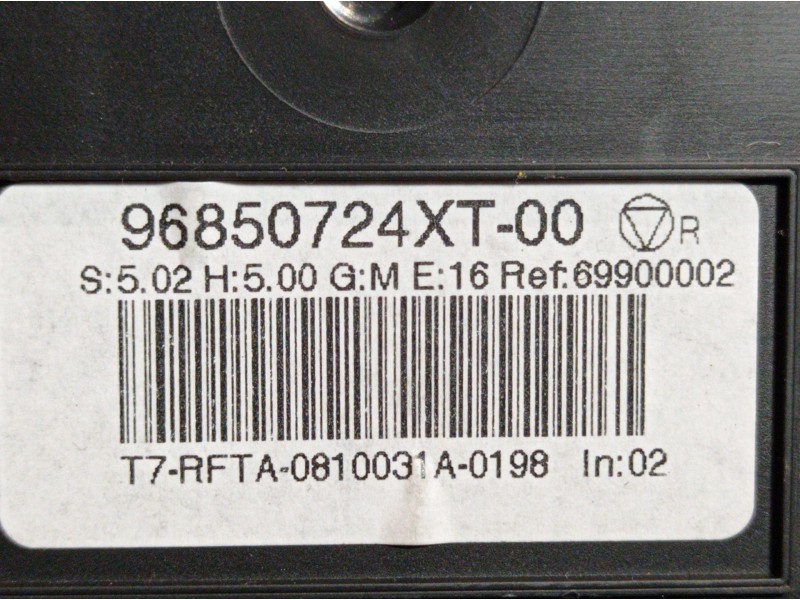 96850724XT-00 R
S:5.02 H:5.00 G:M E:16 Ref:69900002
T7-RFTA-0810031A-0198 In:02